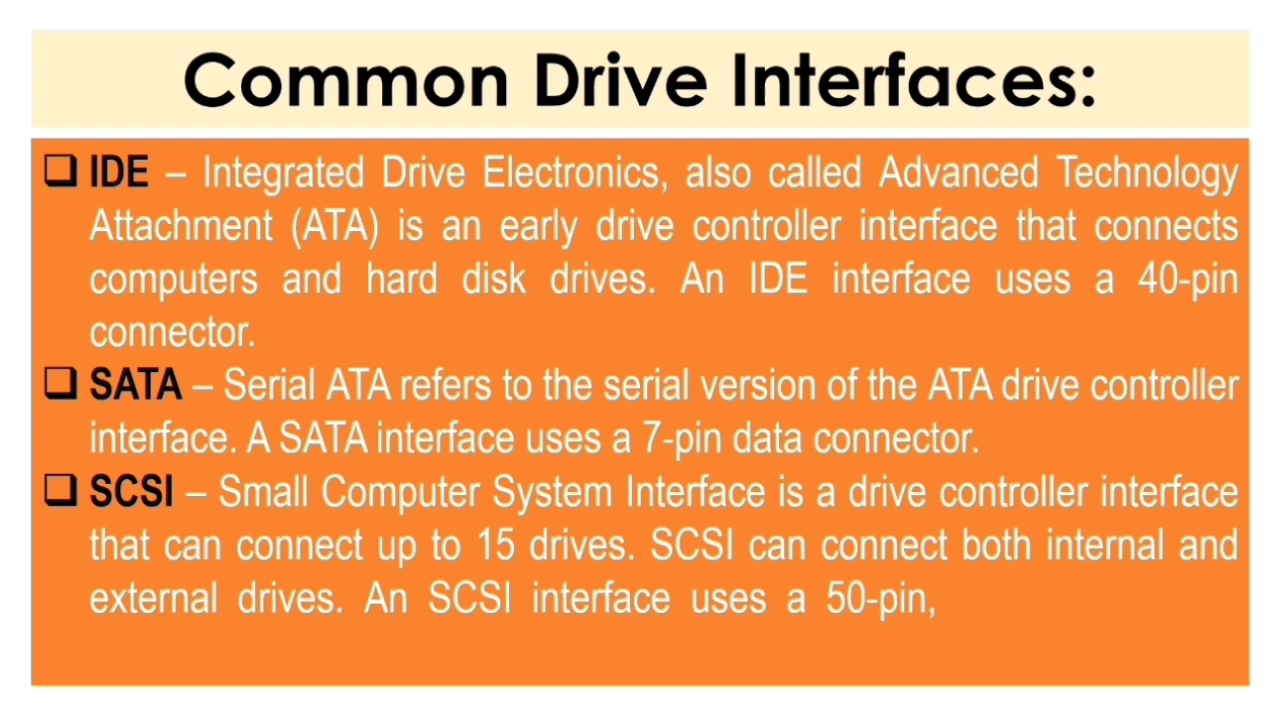 Common Drive Interfaces:
❑ IDE – Integrated Drive Electronics, also called Advanced Technology
Attachment (ATA) is an early drive controller interface that connects
computers and hard disk drives. An IDE interface uses a 40-pin
connector.
❑ SATA – Serial ATA refers to the serial version of the ATA drive controller
interface. A SATA interface uses a 7-pin data connector.
❑ SCSI – Small Computer System Interface is a drive controller interface
that can connect up to 15 drives. SCSI can connect both internal and
external drives. An SCSI interface uses a 50-pin,